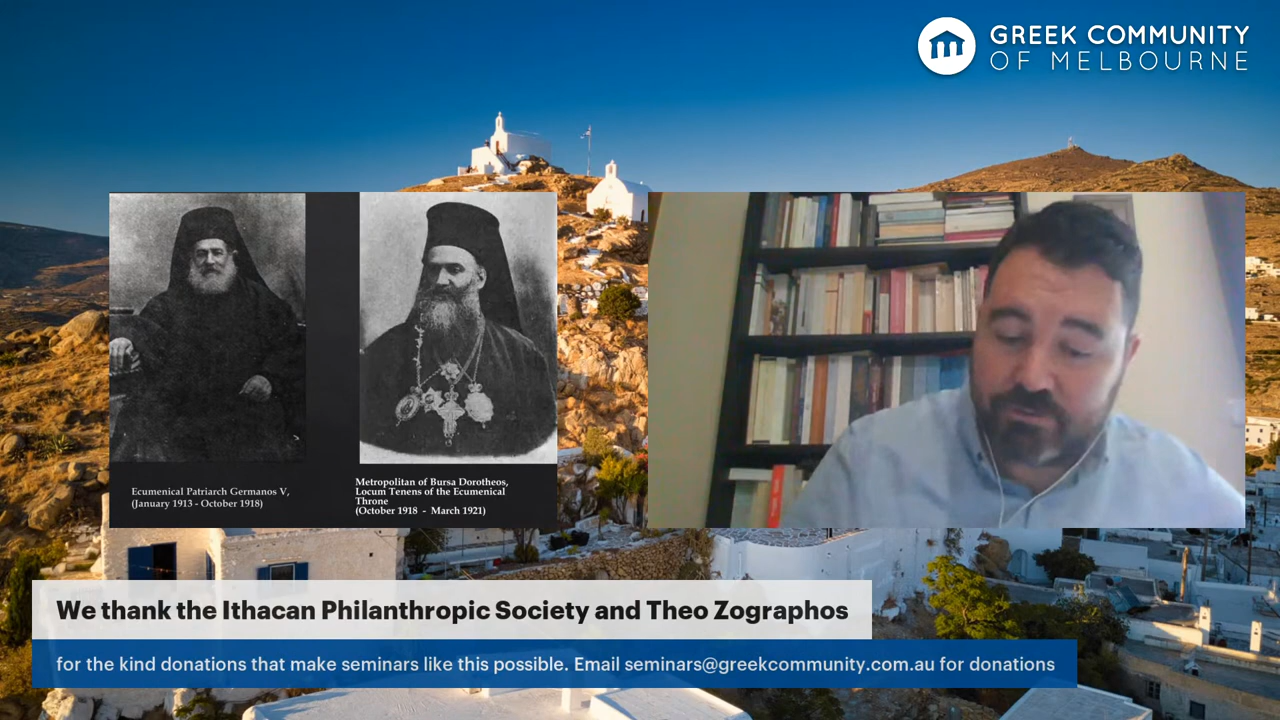 GREEK COMMUNITY
OF MELBOURNE
Ecumenical Patriarch Germanos V,
(January 1913 - October 1918)
Metropolitan of Bursa Dorotheos,
Locum Tenens of the Ecumenical
Throne
(October 1918 - March 1921)
We thank the Ithacan Philanthropic Society and Theo Zographos
for the kind donations that make seminars like this possible. Email seminars@greekcommunity.com.au for donations